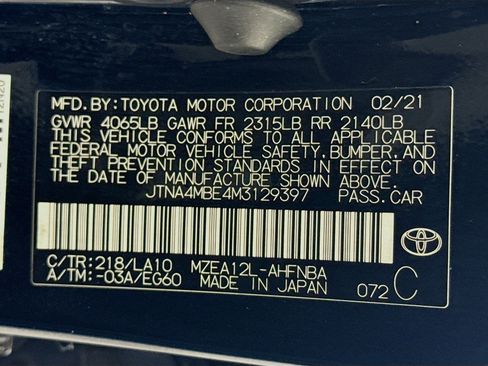 MFD. BY: TOYOTA MOTOR CORPORATION 02/21
GVWR 4065LB GAWR FR 2315LB RR 2140LB
THIS VEHICLE CONFORMS TO ALL APPLICABLE
FEDERAL MOTOR VEHICLE SAFETY, BUMPER, AND
THEFT PREVENTION STANDARDS IN EFFECT ON
THE DATE OF MANUFACTURE SHOWN ABOVE.
JTNA4MBE4M3129397 PASS. CAR
C/TR: 218/LA10 MZEA12L-AHFNBA
A/TM: -03A/EG60 MADE IN JAPAN 072 C